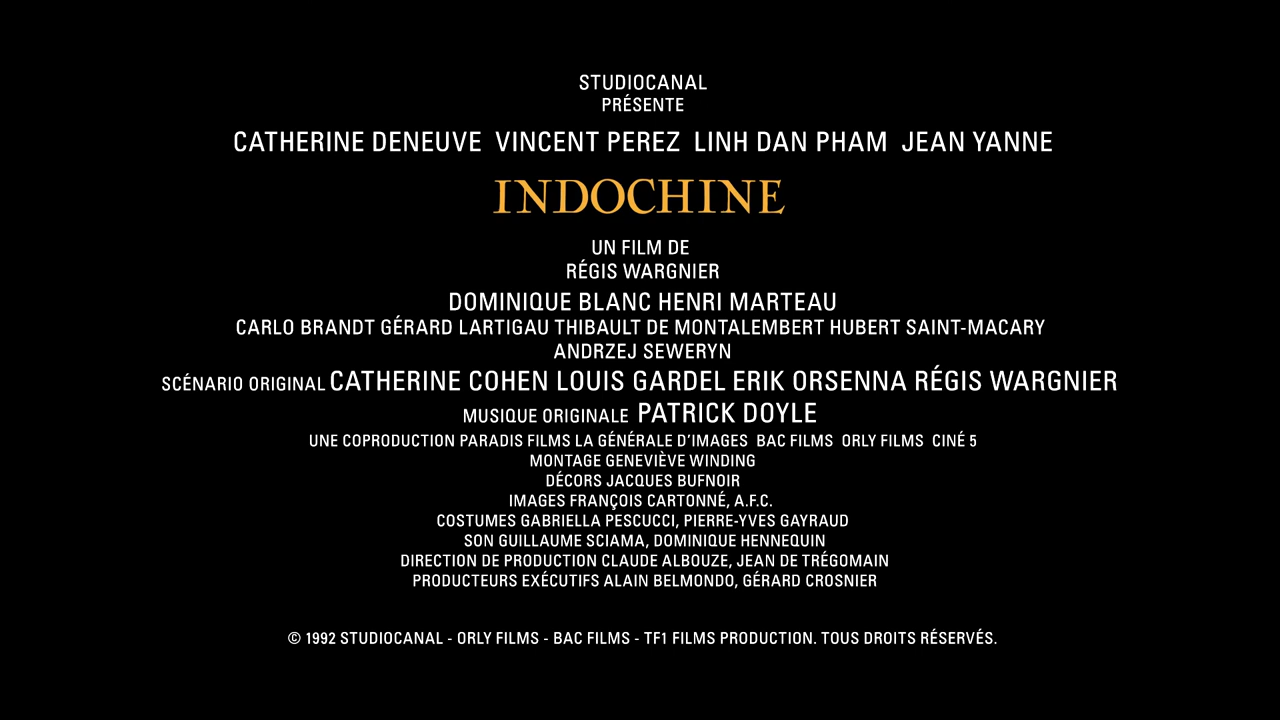 STUDIOCANAL
PRÉSENTE
CATHERINE DENEUVE VINCENT PEREZ LINH DAN PHAM JEAN YANNE
INDOCHINE
UN FILM DE
RÉGIS WARGNIER
DOMINIQUE BLANC HENRI MARTEAU
CARLO BRANDT GÉRARD LARTIGAU THIBAULT DE MONTALEMBERT HUBERT SAINT-MACARY
ANDRZEJ SEWERYN
SCÉNARIO ORIGINAL CATHERINE COHEN LOUIS GARDEL ERIK ORSENNA RÉGIS WARGNIER
MUSIQUE ORIGINALE PATRICK DOYLE
UNE COPRODUCTION PARADIS FILMS LA GÉNÉRALE D'IMAGES BAC FILMS ORLY FILMS CINÉ 5
MONTAGE GENEVIÈVE WINDING
DÉCORS JACQUES BUFNOIR
IMAGES FRANÇOIS CARTONNÉ, A.F.C.
COSTUMES GABRIELLA PESCUCCI, PIERRE-YVES GAYRAUD
SON GUILLAUME SCIAMA, DOMINIQUE HENNEQUIN
DIRECTION DE PRODUCTION CLAUDE ALBOUZE, JEAN DE TRÉGOMAIN
PRODUCTEURS EXÉCUTIFS ALAIN BELMONDO, GÉRARD CROSNIER
© 1992 STUDIOCANAL - ORLY FILMS - BAC FILMS - TF1 FILMS PRODUCTION. TOUS DROITS RÉSERVÉS.